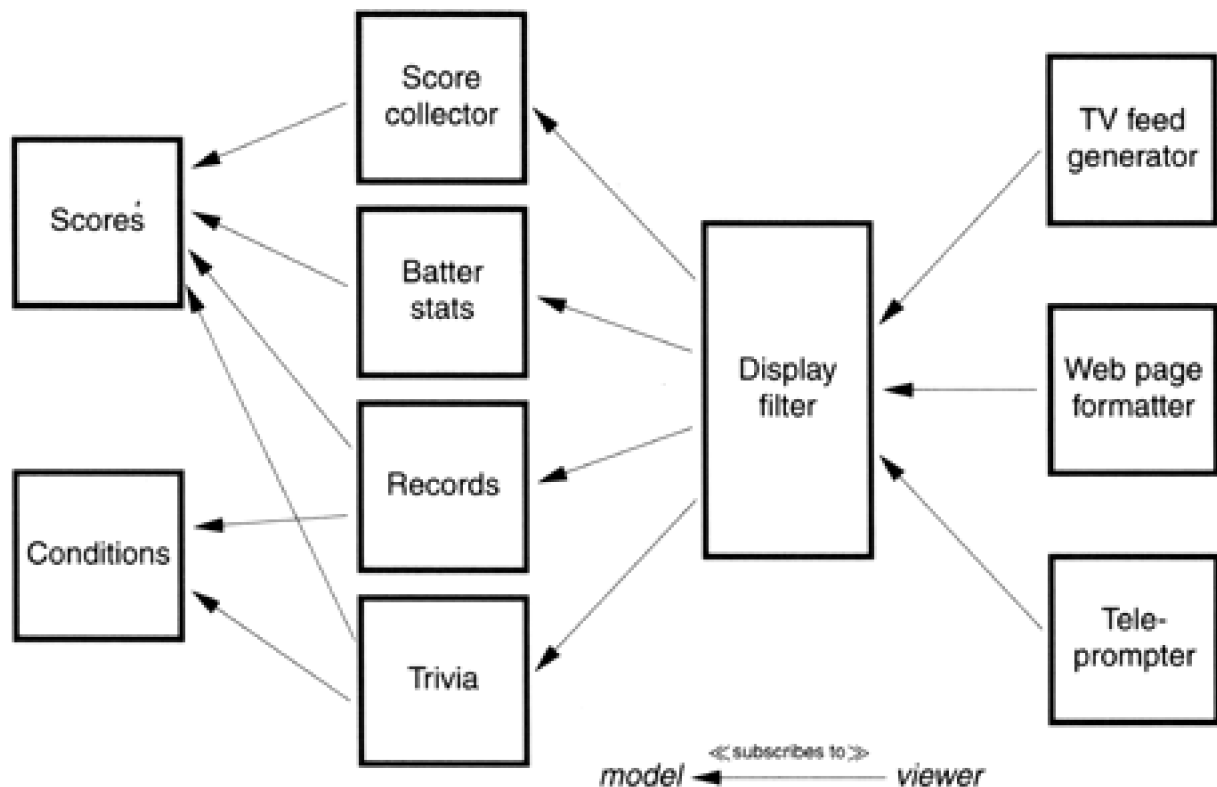 Score
collector
TV feed
generator
Scores
Batter
stats
Display
filter
Web page
formatter
Records
Conditions
Trivia
Tele-
prompter
≪subscribes to≫
model
viewer